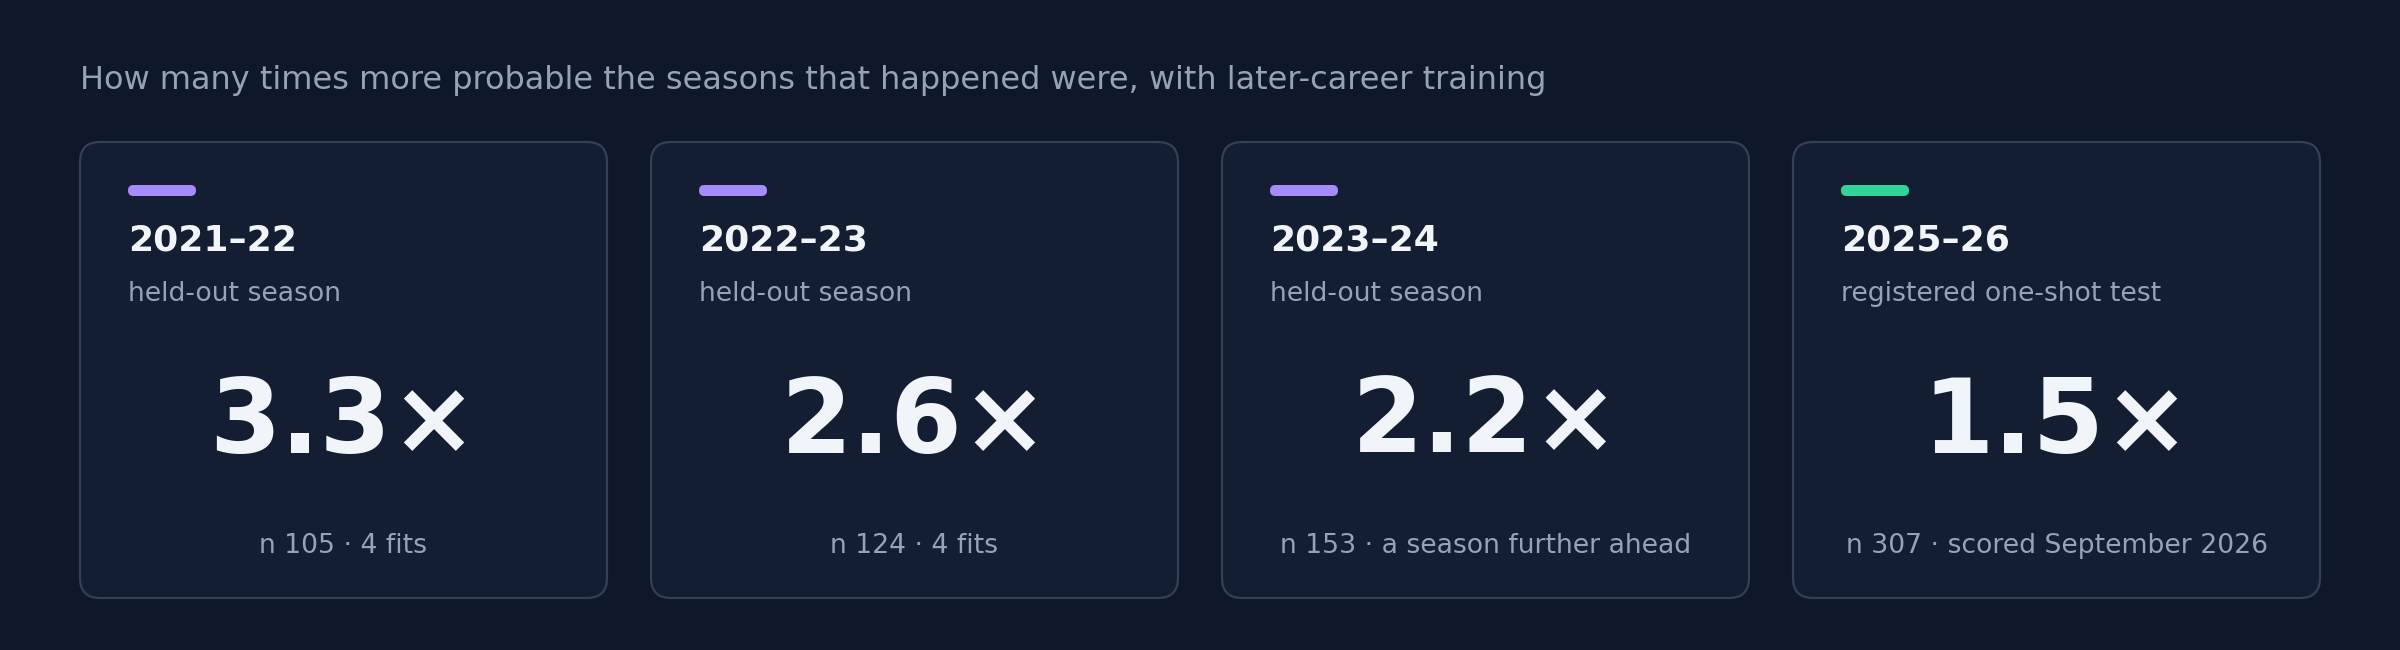 How many times more probable the seasons that happened were, with later-career training
2021–22
held-out season
3.3×
n 105 · 4 fits
2022–23
held-out season
2.6×
n 124 · 4 fits
2023–24
held-out season
2.2×
n 153 · a season further ahead
2025–26
registered one-shot test
1.5×
n 307 · scored September 2026